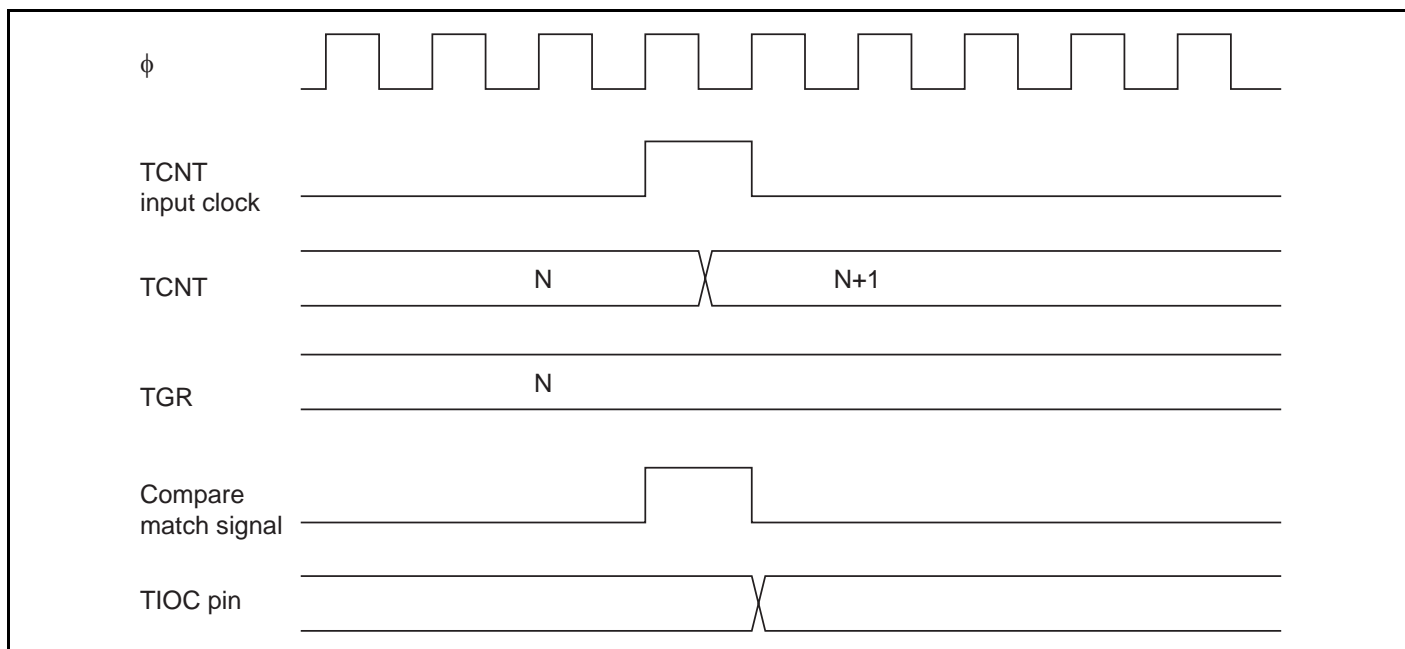 ϕ
TCNT
input clock
TCNT
N
N+1
TGR
N
Compare
match signal
TIOC pin